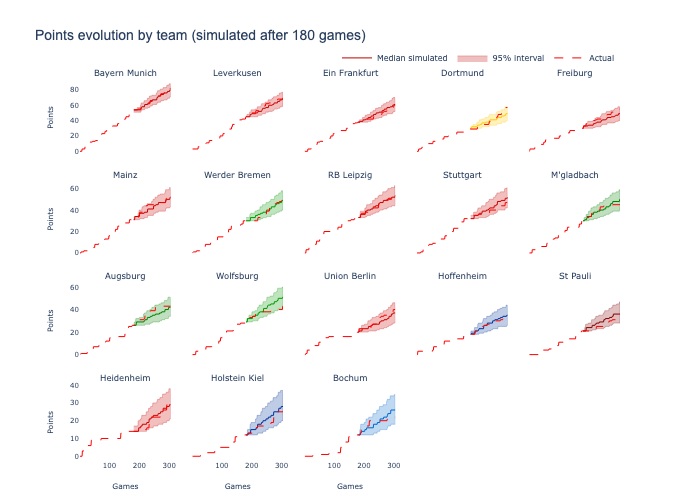 Points evolution by team (simulated after 180 games)
Median simulated 95% interval Actual
Bayern Munich Leverkusen Ein Frankfurt Dortmund Freiburg
80
60
40
20
0
Points
Mainz Werder Bremen RB Leipzig Stuttgart M'gladbach
60
40
20
0
Points
Augsburg Wolfsburg Union Berlin Hoffenheim St Pauli
60
40
20
0
Points
Heidenheim Holstein Kiel Bochum
40
30
20
10
0
Points
100 200 300 100 200 300 100 200 300
Games Games Games